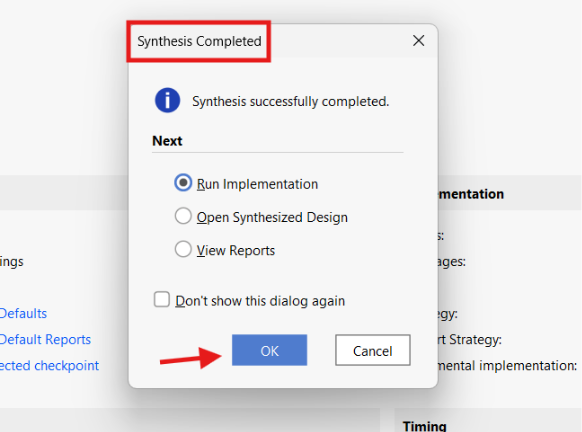 Synthesis Completed
Synthesis successfully completed.
Next
Run Implementation
Open Synthesized Design
View Reports
Don't show this dialog again
OK
Cancel
ings
Defaults
Default Reports
ected checkpoint
ementation
s:
ages:
egy:
rt Strategy:
mental implementation:
Timing